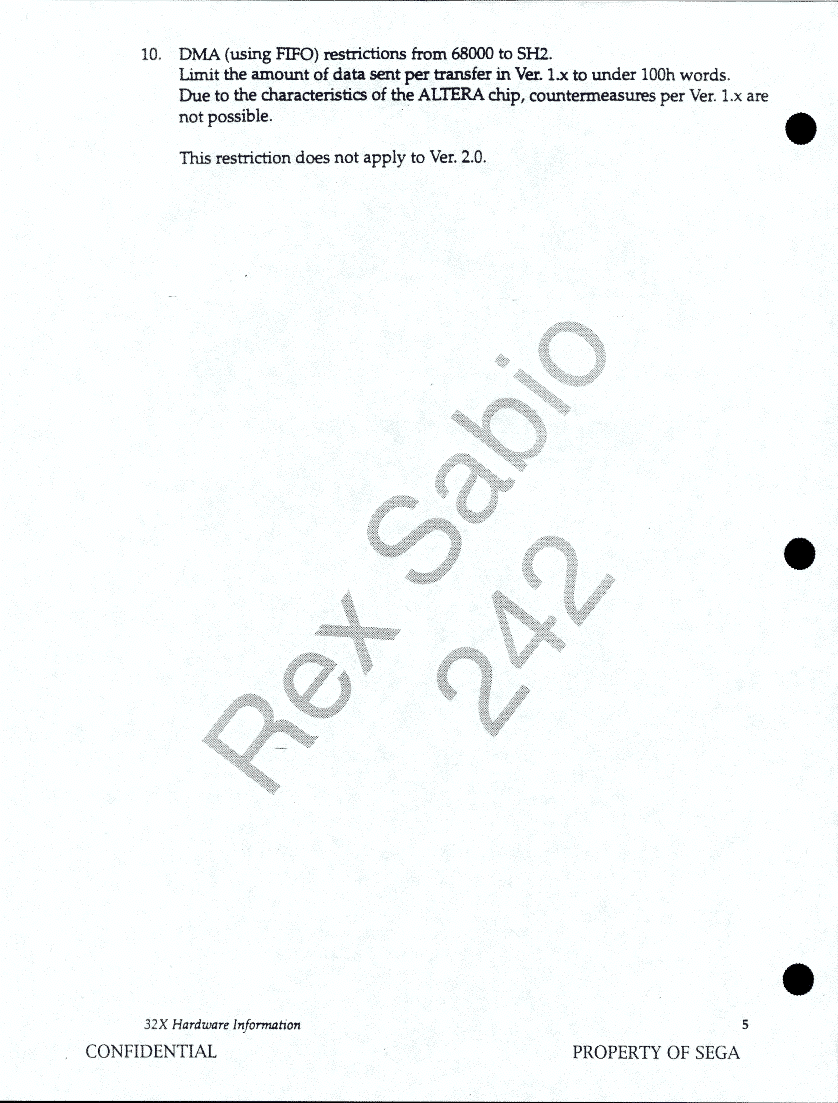 10. DMA (using FIFO) restrictions from 68000 to SH2.
Limit the amount of data sent per transfer in Ver. 1.x to under 100h words.
Due to the characteristics of the ALTERA chip, countermeasures per Ver. 1.x are
not possible.
This restriction does not apply to Ver. 2.0.
Rex Sabio
242
32X Hardware Information
5
CONFIDENTIAL
PROPERTY OF SEGA